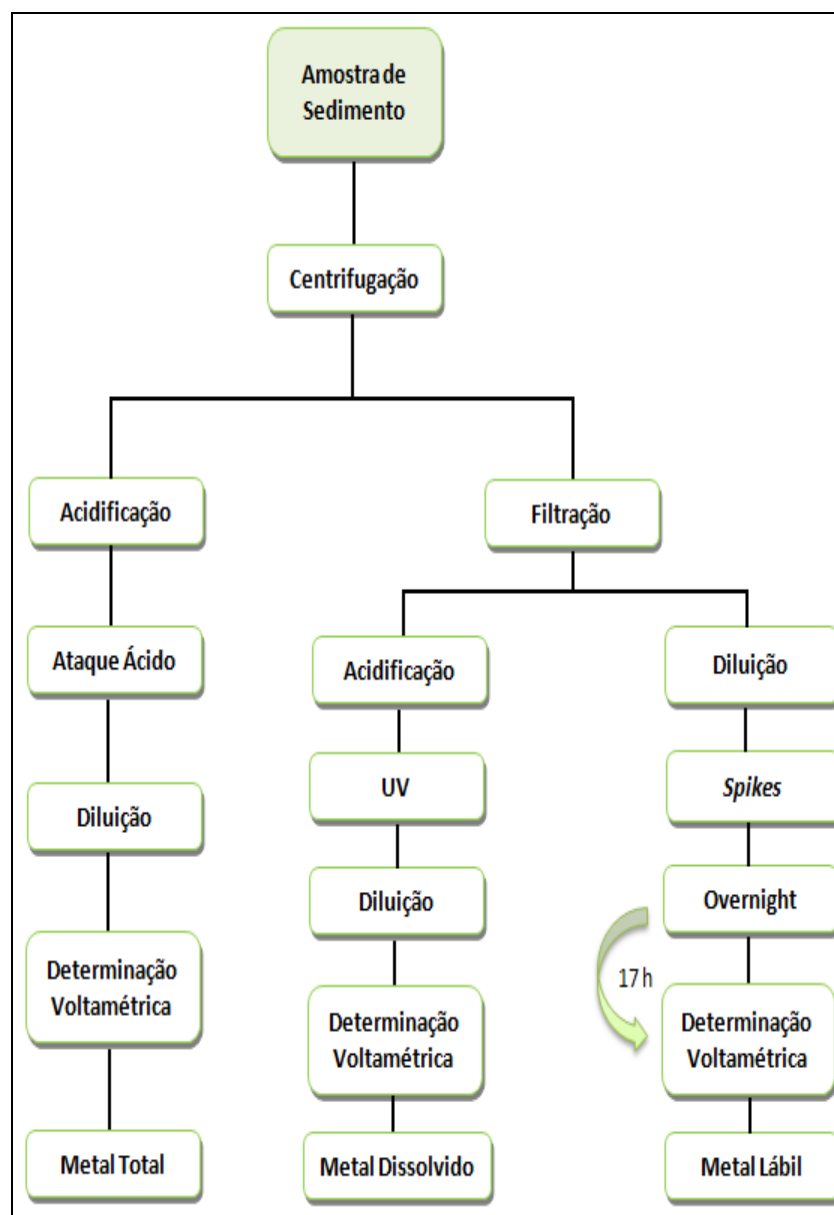 Amostra de
Sedimento
Centrifugação
Acidificação
Filtração
Ataque Ácido
Acidificação
Diluição
UV
Spikes
Diluição
Diluição
Overnight
17 h
Determinação
Voltamétrica
Determinação
Voltamétrica
Determinação
Voltamétrica
Metal Total
Metal Dissolvido
Metal Lábil